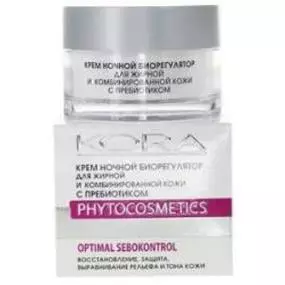 КРЕМ НОЧНОЙ БИОРЕГУЛЯТОР
ДЛЯ ЖИРНОЙ
И КОМБИНИРОВАННОЙ КОЖИ
С ПРЕБИОТИКОМ
KORA
КРЕМ НОЧНОЙ БИОРЕГУЛЯТОР
ДЛЯ ЖИРНОЙ
И КОМБИНИРОВАННОЙ КОЖИ
С ПРЕБИОТИКОМ
PHYTOCOSMETICS
OPTIMAL SEBOKONTROL
ВОССТАНОВЛЕНИЕ, ЗАЩИТА,
ВЫРАВНИВАНИЕ РЕЛЬЕФА И ТОНА КОЖИ